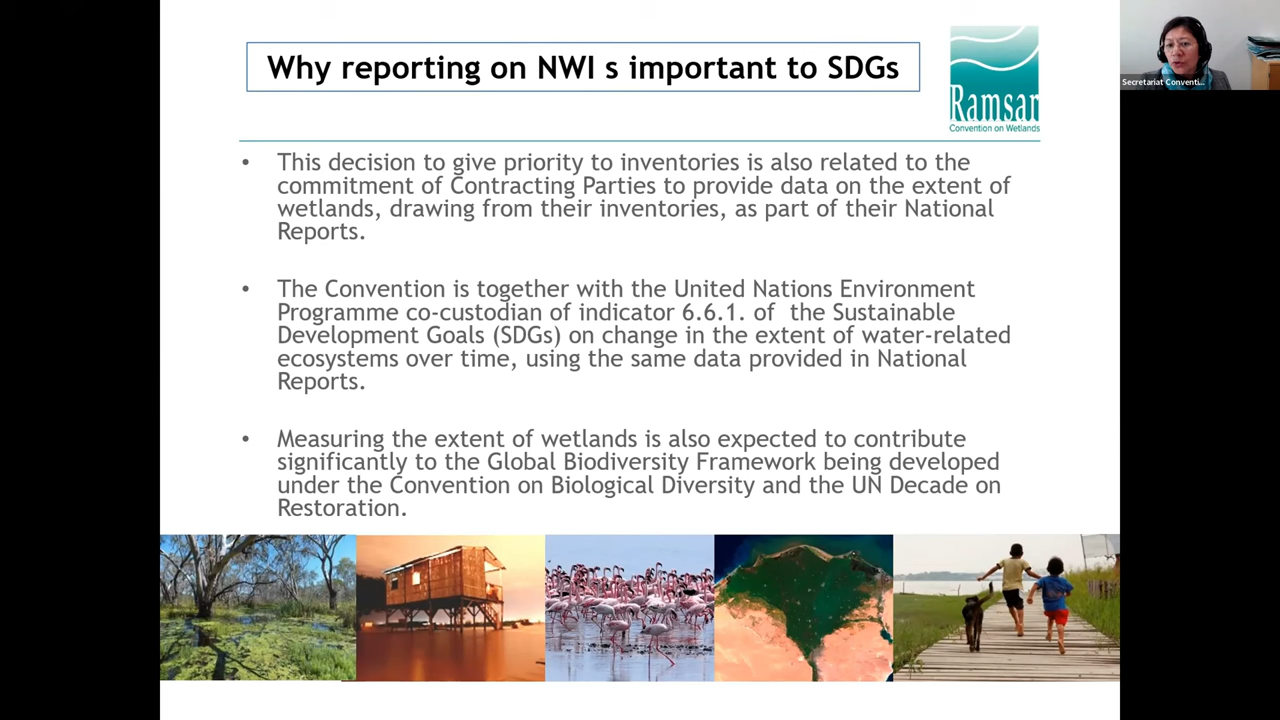 Why reporting on NWI s important to SDGs
Ramsar
Convention on Wetlands
Secretariat Conventi...
• This decision to give priority to inventories is also related to the
commitment of Contracting Parties to provide data on the extent of
wetlands, drawing from their inventories, as part of their National
Reports.
• The Convention is together with the United Nations Environment
Programme co-custodian of indicator 6.6.1. of the Sustainable
Development Goals (SDGs) on change in the extent of water-related
ecosystems over time, using the same data provided in National
Reports.
• Measuring the extent of wetlands is also expected to contribute
significantly to the Global Biodiversity Framework being developed
under the Convention on Biological Diversity and the UN Decade on
Restoration.